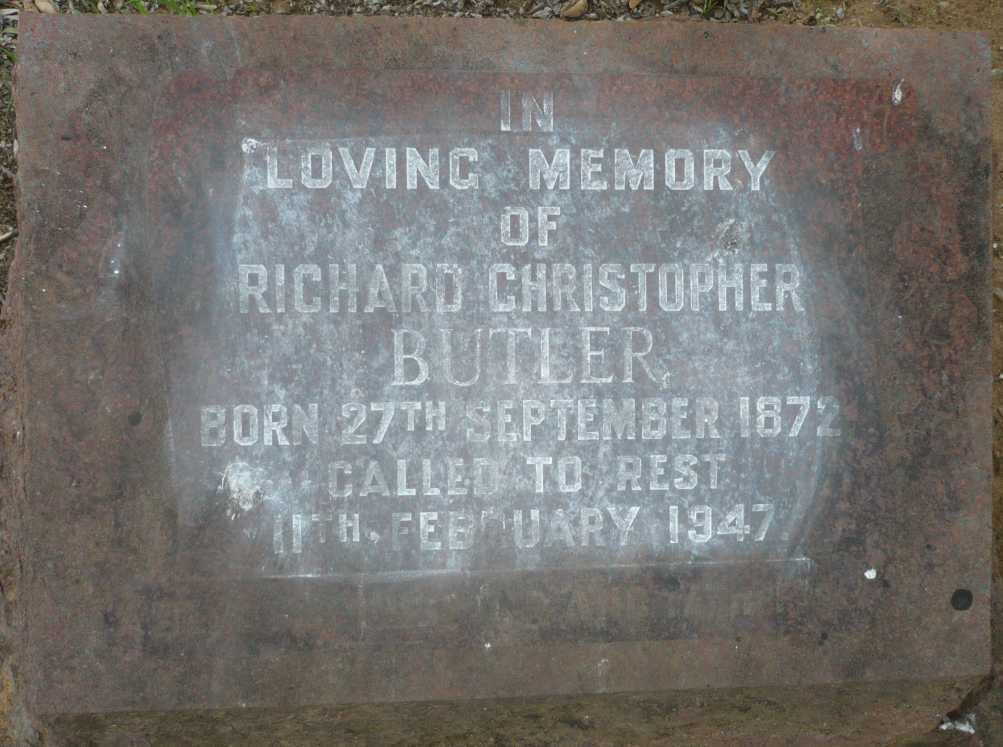 IN
LOVING MEMORY
OF
RICHARD CHRISTOPHER
BUTLER
BORN 27TH SEPTEMBER 1872
CALLED TO REST
11TH. FEBRUARY 1947.